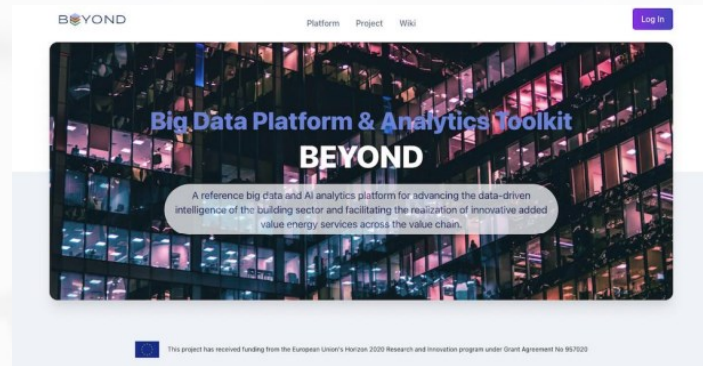 BEYOND
Platform Project Wiki
Log In
Big Data Platform & Analytics Toolkit
BEYOND
A reference big data and AI analytics platform for advancing the data-driven
intelligence of the building sector and facilitating the realization of innovative added
value energy services across the value chain.
This project has received funding from the European Union's Horizon 2020 Research and Innovation program under Grant Agreement No 957020